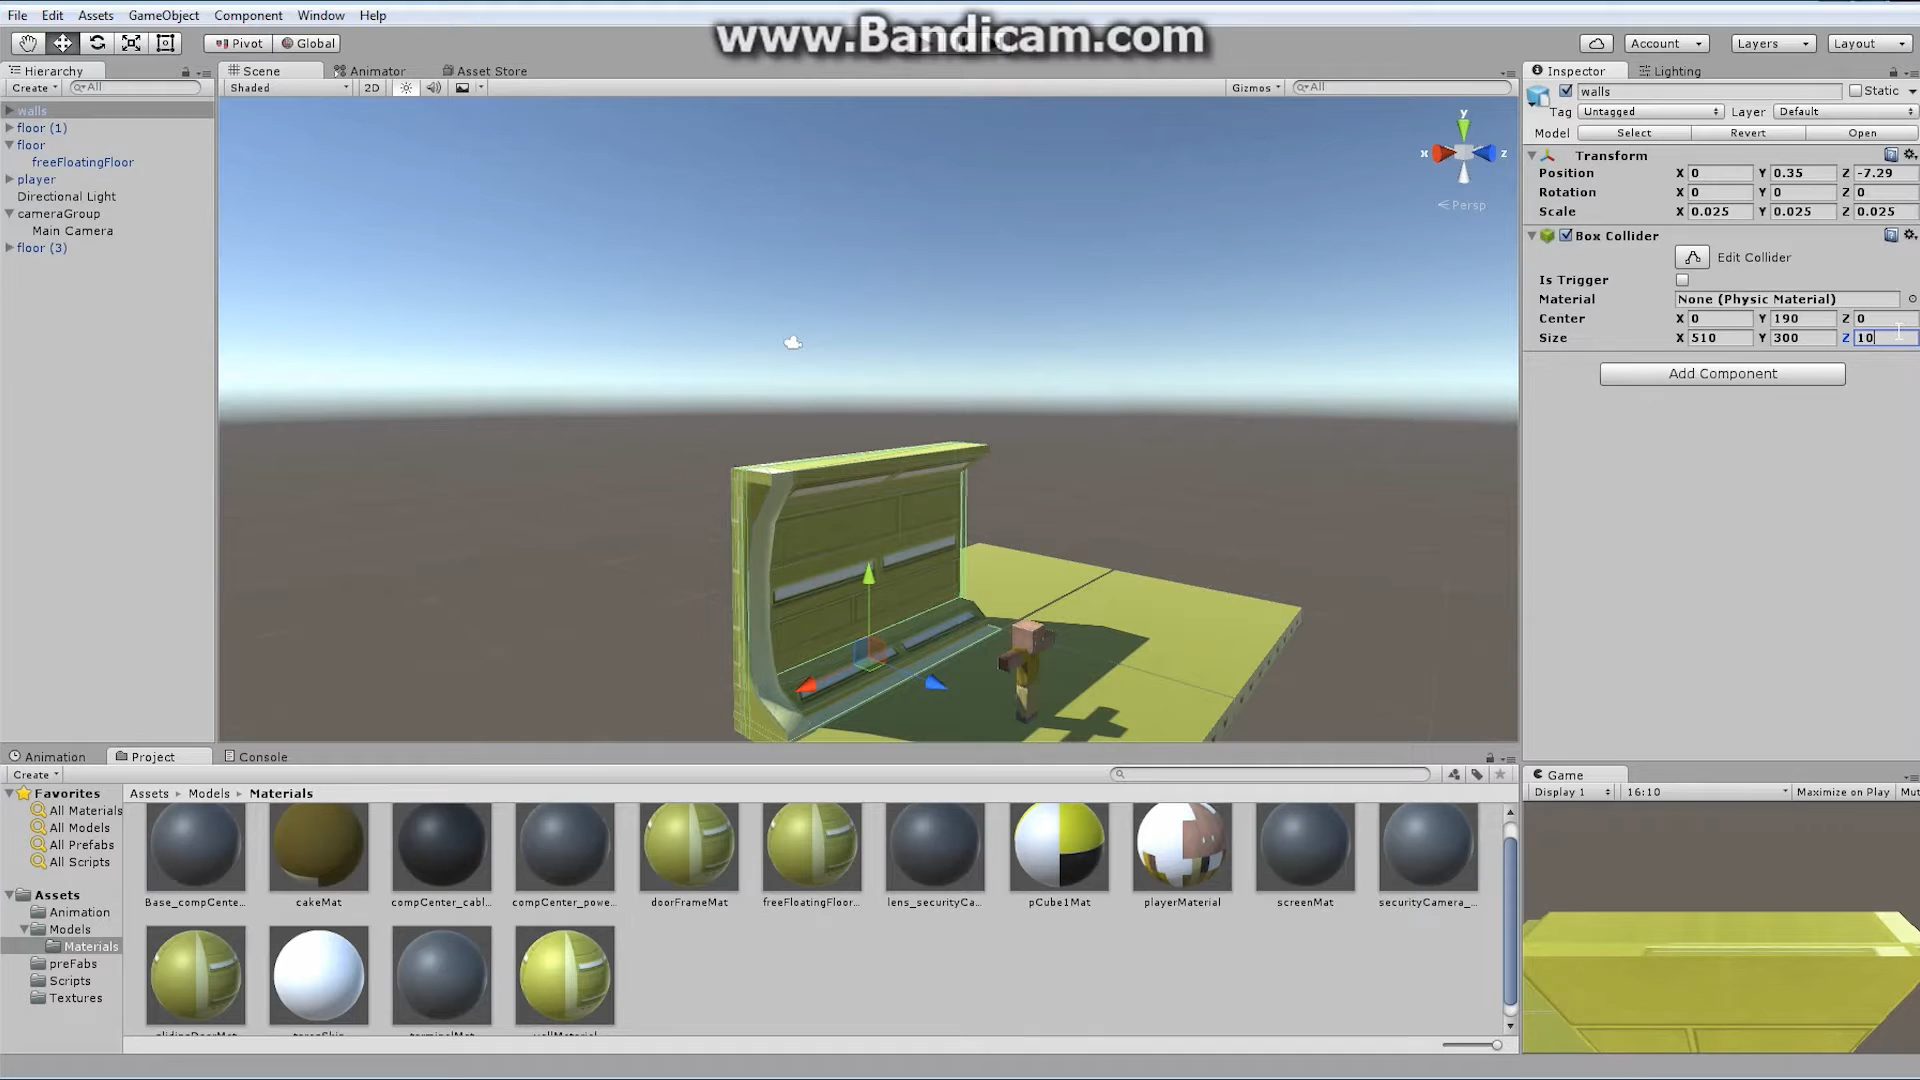 File Edit Assets GameObject Component Window Help
www.Bandicam.com
Pivot Global
Account Layers Layout
Hierarchy
Scene Animator Asset Store
Inspector Lighting
Create All
Shaded 2D Gizmos All
walls Static
walls
Tag Untagged Layer Default
floor (1)
Model Select Revert Open
floor
freeFloatingFloor
player
Directional Light
cameraGroup
Main Camera
floor (3)
y
x z
Persp
Transform
Position X 0 Y 0.35 Z -7.29
Rotation X 0 Y 0 Z 0
Scale X 0.025 Y 0.025 Z 0.025
Box Collider
Edit Collider
Is Trigger
Material None (Physic Material)
Center X 0 Y 190 Z 0
Size X 510 Y 300 Z 10
Add Component
Animation Project Console
Create
Favorites
All Materials
All Models
All Prefabs
All Scripts
Assets
Animation
Models
Materials
preFabs
Scripts
Textures
Assets Models Materials
Base_compCente...
cakeMat
compCenter_cabl...
compCenter_powe...
doorFrameMat
freeFloatingFloor...
lens_securityCa...
pCube1Mat
playerMaterial
screenMat
securityCamera_...
Game
Display 1 16:10 Maximize on Play Mut